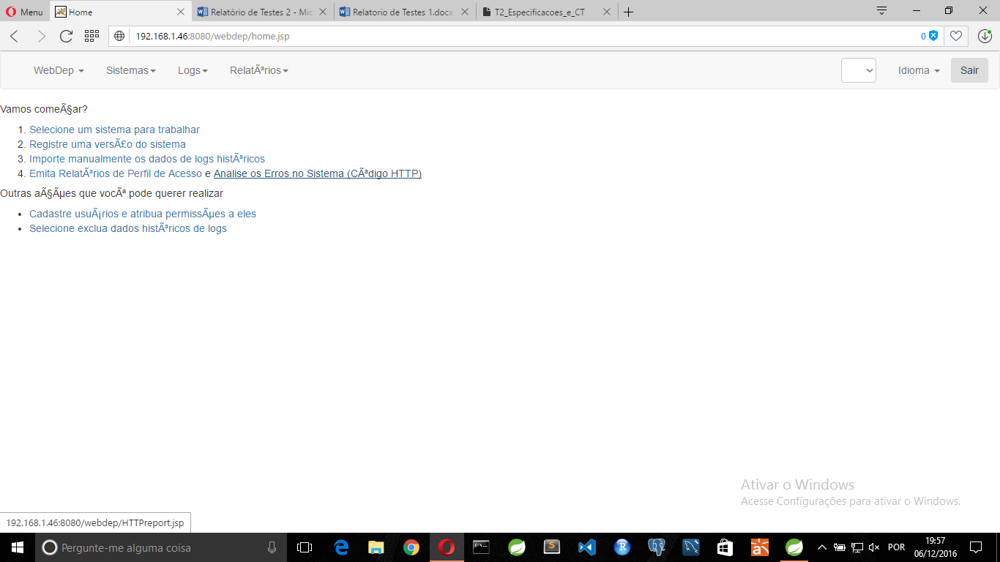 Menu
Home
Relatório de Testes 2 - Mic
Relatorio de Testes 1.docx
T2_Especificacoes_e_CT
192.168.1.46:8080/webdep/home.jsp
0
WebDep
Sistemas
Logs
RelatÃ³rios
Idioma
Sair
Vamos comeÃ§ar?
1. Selecione um sistema para trabalhar
2. Registre uma versÃ£o do sistema
3. Importe manualmente os dados de logs histÃ³ricos
4. Emita RelatÃ³rios de Perfil de Acesso e Analise os Erros no Sistema (CÃ³digo HTTP)
Outras aÃ§Ãµes que vocÃª pode querer realizar
• Cadastre usuÃ¡rios e atribua permissÃµes a eles
• Selecione exclua dados histÃ³ricos de logs
Ativar o Windows
Acesse Configurações para ativar o Windows.
192.168.1.46:8080/webdep/HTTPreport.jsp
Pergunte-me alguma coisa
POR
19:57
06/12/2016